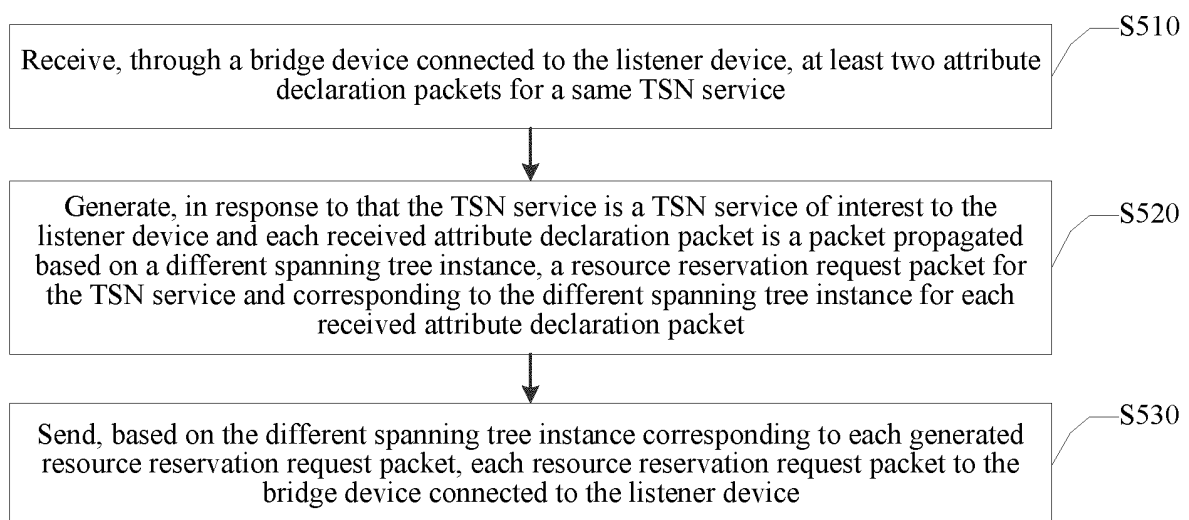 S510
Receive, through a bridge device connected to the listener device, at least two attribute
declaration packets for a same TSN service
S520
Generate, in response to that the TSN service is a TSN service of interest to the
listener device and each received attribute declaration packet is a packet propagated
based on a different spanning tree instance, a resource reservation request packet for
the TSN service and corresponding to the different spanning tree instance for each
received attribute declaration packet
S530
Send, based on the different spanning tree instance corresponding to each generated
resource reservation request packet, each resource reservation request packet to the
bridge device connected to the listener device